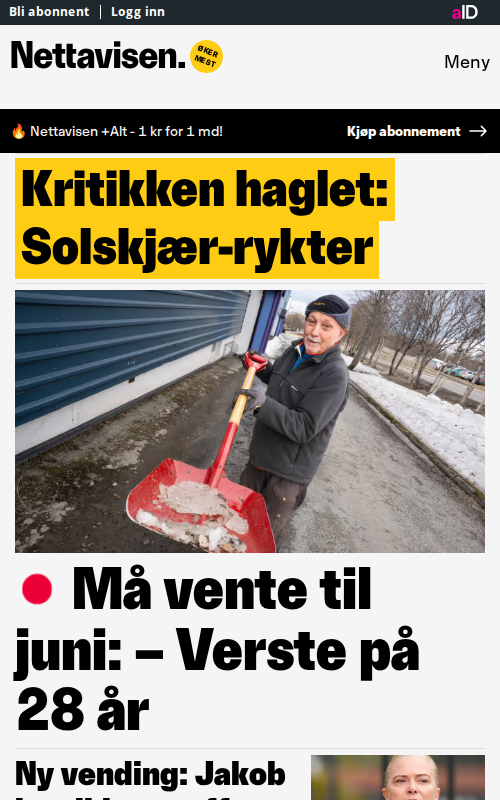 Bli abonnent
Logg inn
aID
Nettavisen.
ØKER
MEST
Meny
🔥 Nettavisen +Alt - 1 kr for 1 md!
Kjøp abonnement →
Kritikken haglet:
Solskjær-rykter
Må vente til
juni: – Verste på
28 år
Ny vending: Jakob